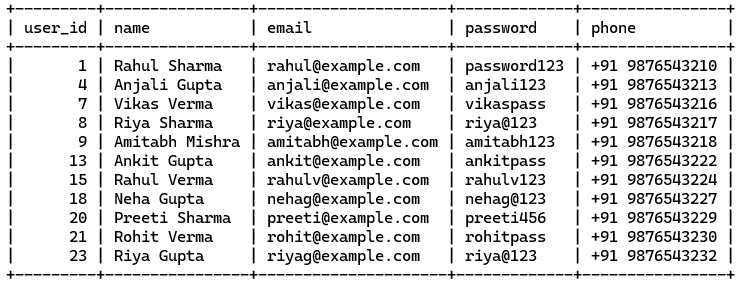 +---------+----------------+----------------------+-------------+----------------+
| user_id | name           | email                | password    | phone          |
+---------+----------------+----------------------+-------------+----------------+
|       1 | Rahul Sharma   | rahul@example.com    | password123 | +91 9876543210 |
|       4 | Anjali Gupta   | anjali@example.com   | anjali123   | +91 9876543213 |
|       7 | Vikas Verma    | vikas@example.com    | vikaspass   | +91 9876543216 |
|       8 | Riya Sharma    | riya@example.com     | riya@123    | +91 9876543217 |
|       9 | Amitabh Mishra | amitabh@example.com  | amitabh123  | +91 9876543218 |
|      13 | Ankit Gupta    | ankit@example.com    | ankitpass   | +91 9876543222 |
|      15 | Rahul Verma    | rahulv@example.com   | rahulv123   | +91 9876543224 |
|      18 | Neha Gupta     | nehag@example.com    | nehag@123   | +91 9876543227 |
|      20 | Preeti Sharma  | preeti@example.com   | preeti456   | +91 9876543229 |
|      21 | Rohit Verma    | rohit@example.com    | rohitpass   | +91 9876543230 |
|      23 | Riya Gupta     | riyag@example.com    | riya@123    | +91 9876543232 |
+---------+----------------+----------------------+-------------+----------------+